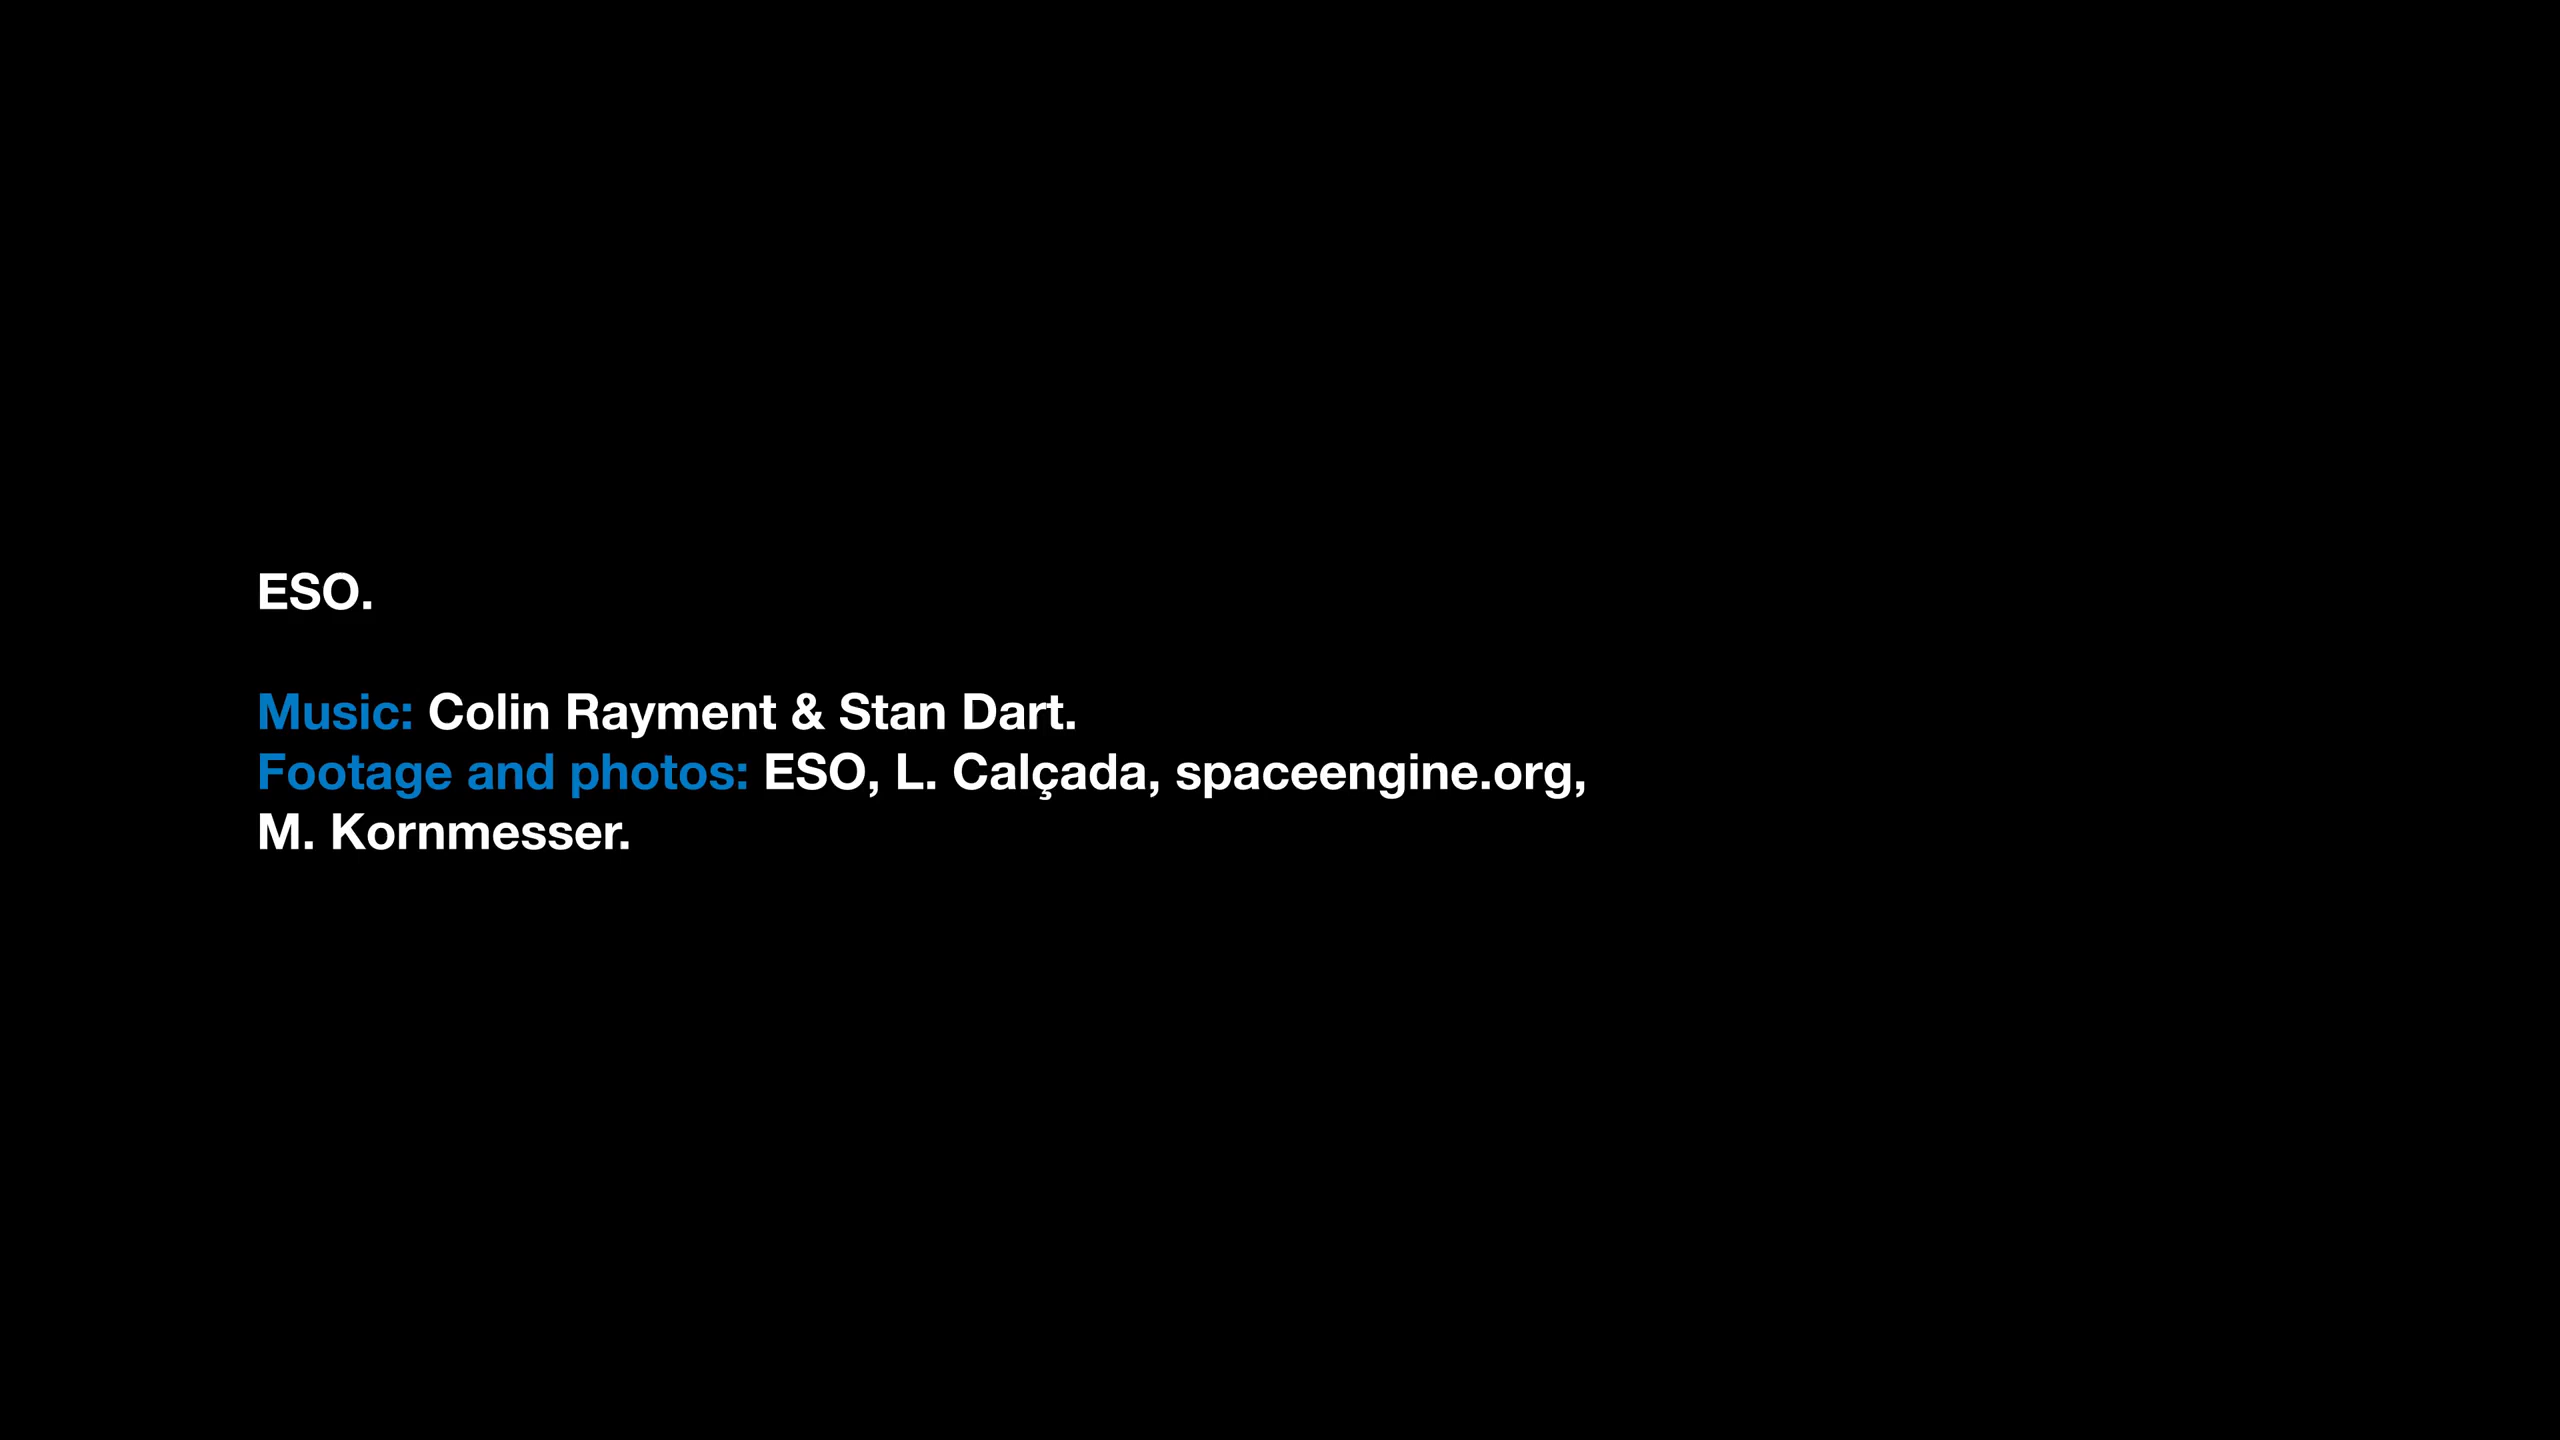 ESO.
Music: Colin Rayment & Stan Dart.
Footage and photos: ESO, L. Calçada, spaceengine.org,
M. Kornmesser.